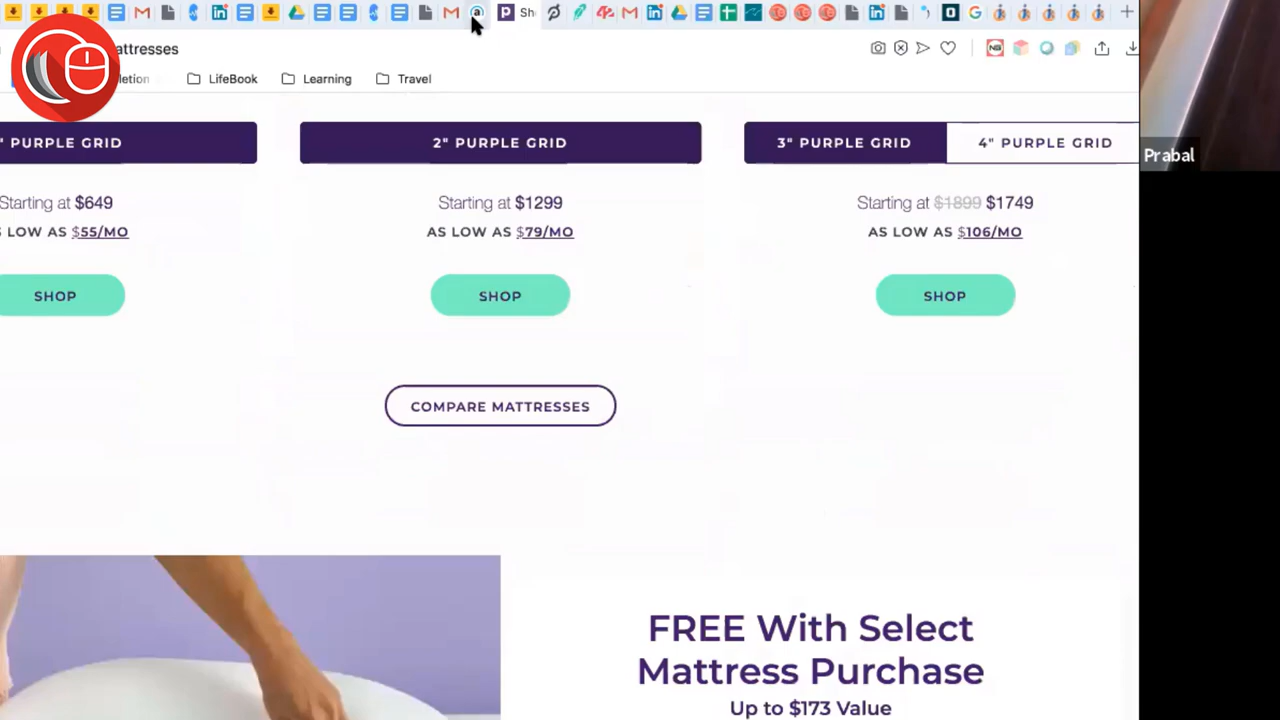 Sh
attresses
letion
LifeBook
Learning
Travel
" PURPLE GRID
2" PURPLE GRID
3" PURPLE GRID
4" PURPLE GRID
Prabal
Starting at $649
Starting at $1299
Starting at $1899 $1749
LOW AS $55/MO
AS LOW AS $79/MO
AS LOW AS $106/MO
SHOP
SHOP
SHOP
COMPARE MATTRESSES
FREE With Select
Mattress Purchase
Up to $173 Value